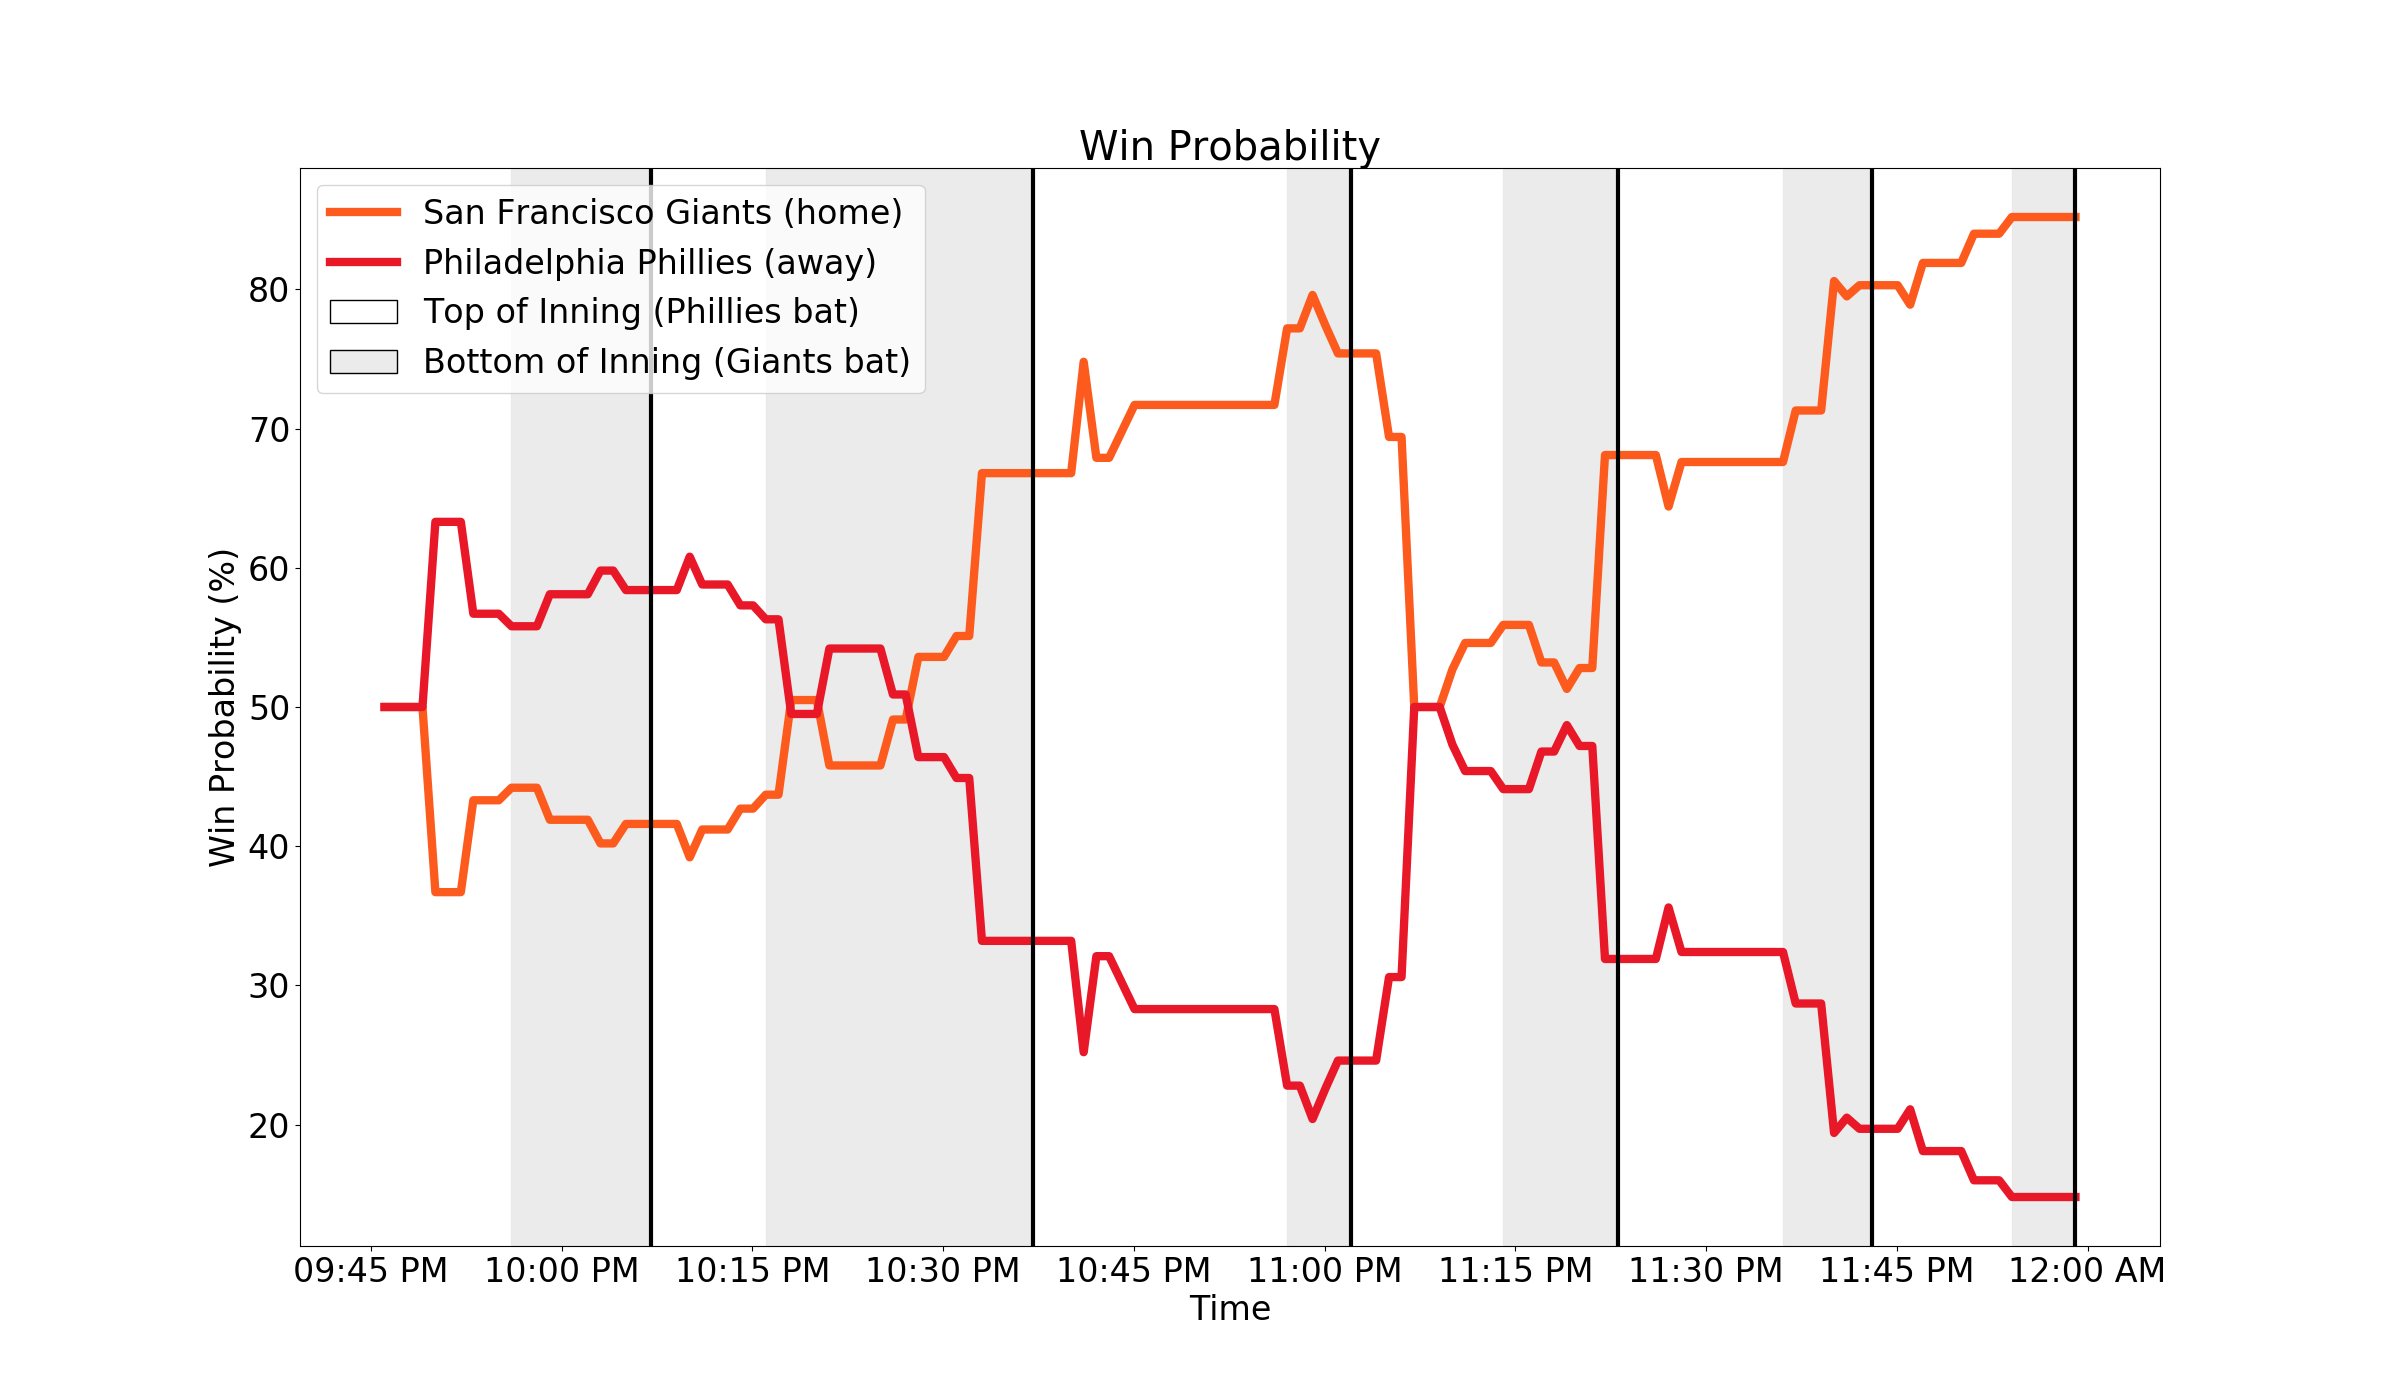 Win Probability
San Francisco Giants (home)
Philadelphia Phillies (away)
Top of Inning (Phillies bat)
Bottom of Inning (Giants bat)
Win Probability (%)
80
70
60
50
40
30
20
09:45 PM 10:00 PM 10:15 PM 10:30 PM 10:45 PM 11:00 PM 11:15 PM 11:30 PM 11:45 PM 12:00 AM
Time